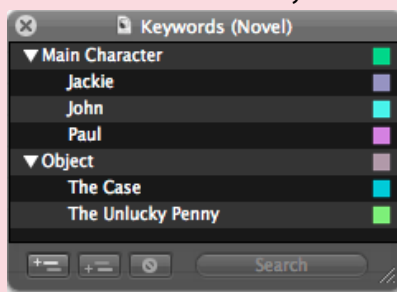 Keywords (Novel)
Main Character
Jackie
John
Paul
Object
The Case
The Unlucky Penny
Search